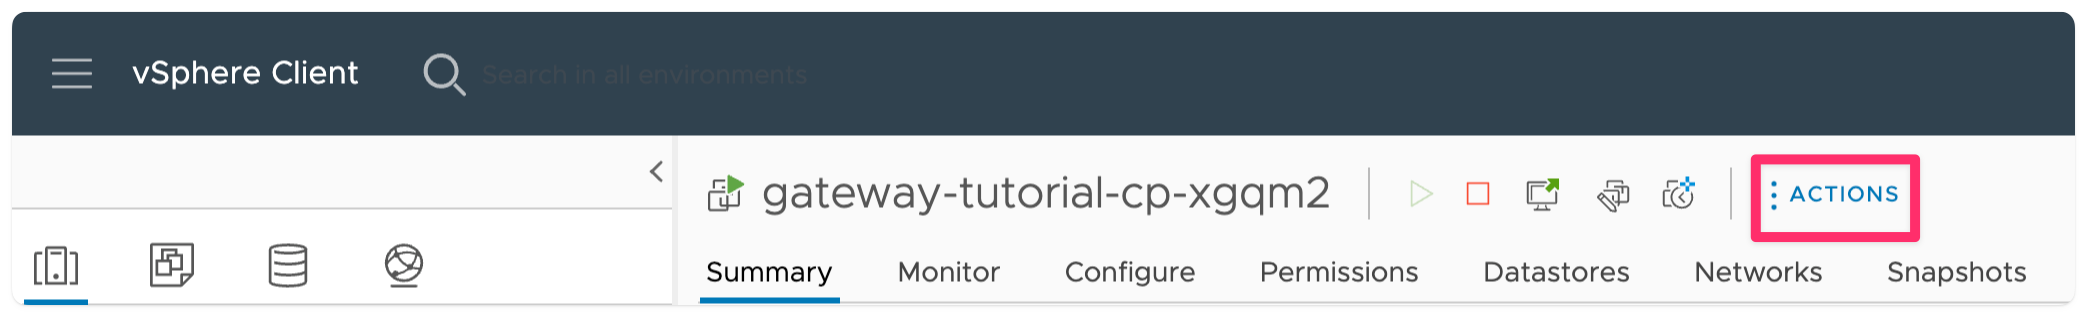 vSphere Client
Search in all environments
gateway-tutorial-cp-xgqm2
ACTIONS
Summary Monitor Configure Permissions Datastores Networks Snapshots